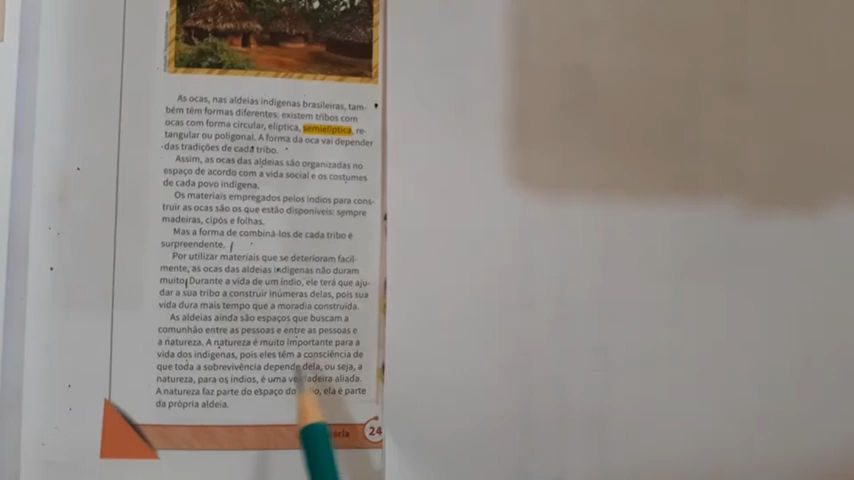 As ocas, nas aldeias indígenas brasileiras, tam-
bém têm formas diferentes: existem tribos com
ocas com forma circular, elíptica, semielíptica, re-
tangular ou poligonal. A forma da oca vai depender
das tradições de cada tribo.
Assim, as ocas das aldeias são organizadas no
espaço de acordo com a vida social e os costumes
de cada povo indígena.
Os materiais empregados pelos índios para cons-
truir as ocas são os que estão disponíveis: sempre
madeiras, cipós e folhas.
Mas a forma de combiná-los de cada tribo é
surpreendente.
Por utilizar materiais que se deterioram facil-
mente, as ocas das aldeias indígenas não duram
muito. Durante a vida de um índio, ele terá que aju-
dar a sua tribo a construir inúmeras delas, pois sua
vida dura mais tempo que a moradia construída.
As aldeias ainda são espaços que buscam a
comunhão entre as pessoas e entre as pessoas e
a natureza. A natureza é muito importante para a
vida dos indígenas, pois eles têm a consciência de
que toda a sobrevivência depende dela, ou seja, a
natureza, para os índios, é uma verdadeira aliada.
A natureza faz parte do espaço do, ela é parte
da própria aldeia.
24